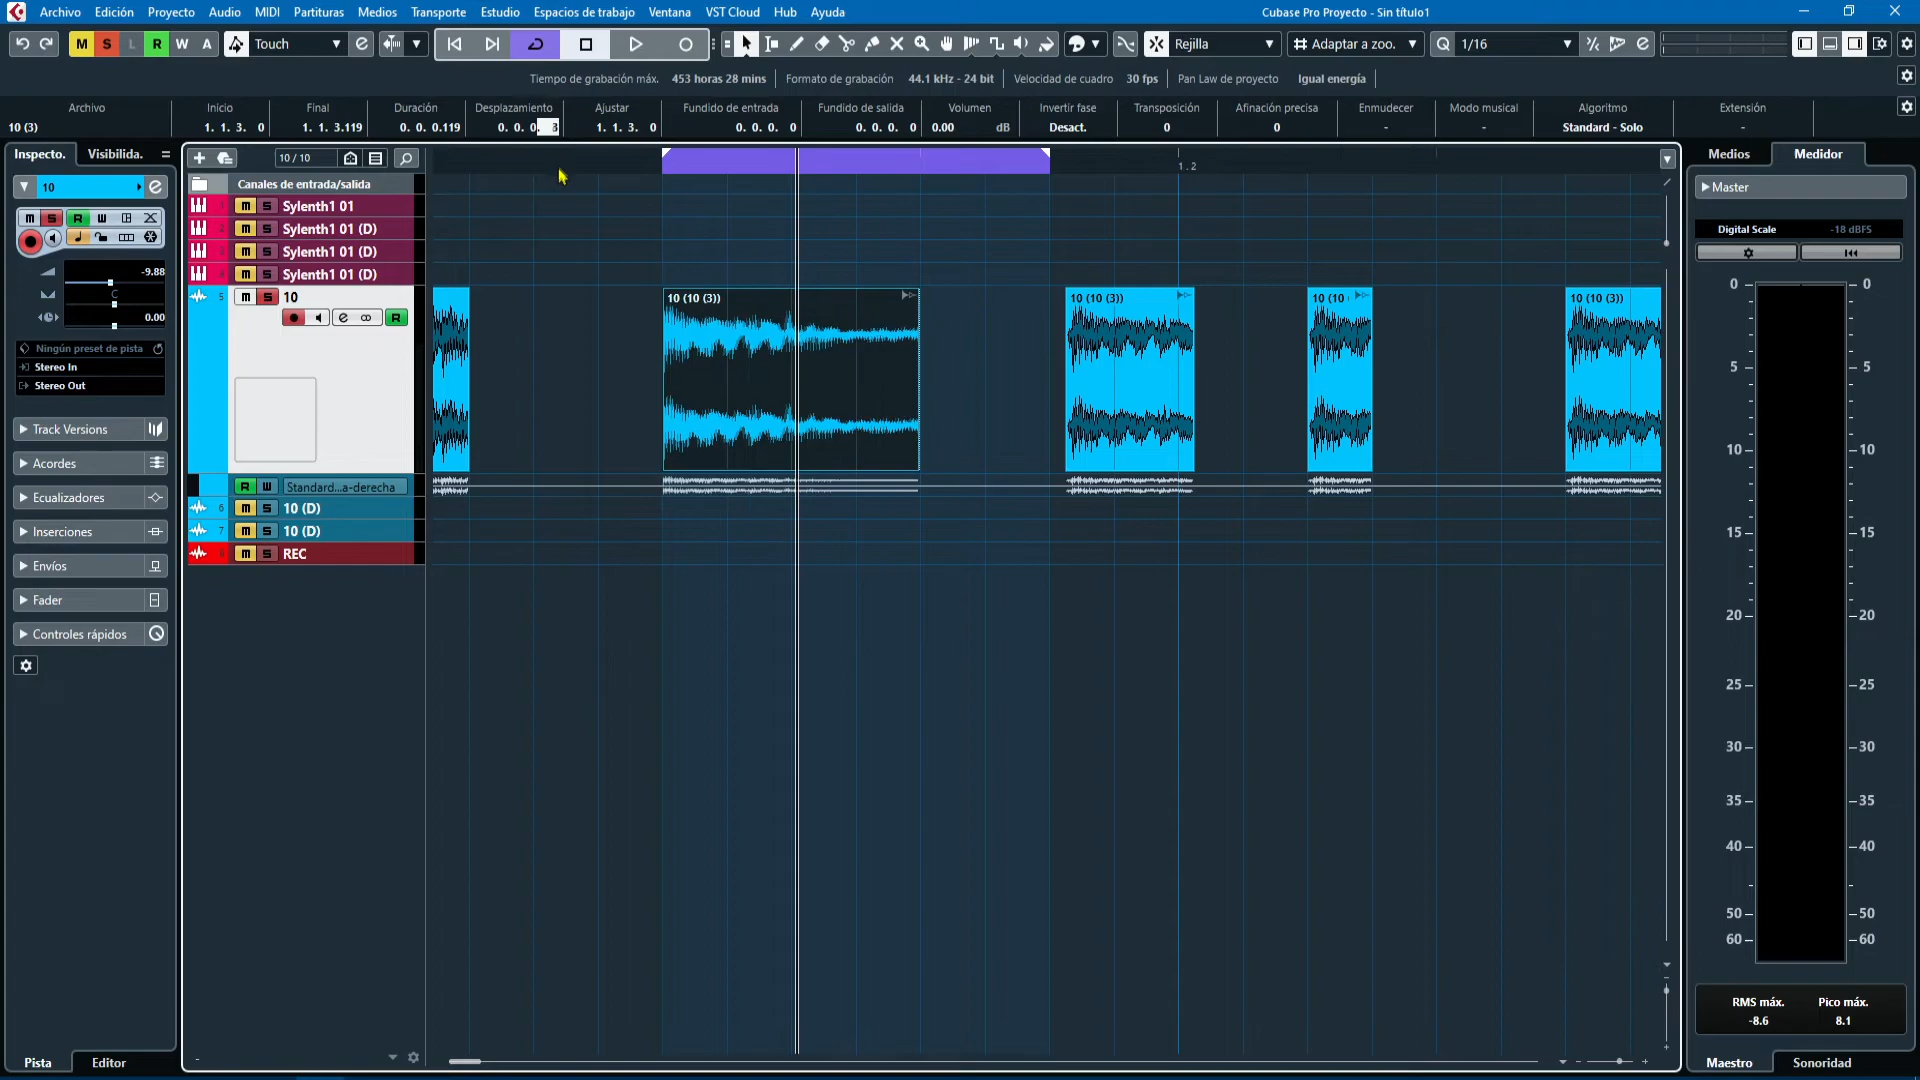 Archivo Edición Proyecto Audio MIDI Partituras Medios Transporte Estudio Espacios de trabajo Ventana VST Cloud Hub Ayuda Cubase Pro Proyecto - Sin título1
M S L R W A Touch Rejilla Adaptar a zoo. Q 1/16
Tiempo de grabación máx. 453 horas 28 mins Formato de grabación 44.1 kHz - 24 bit Velocidad de cuadro 30 fps Pan Law de proyecto Igual energía
Archivo Inicio Final Duración Desplazamiento Ajustar Fundido de entrada Fundido de salida Volumen Invertir fase Transposición Afinación precisa Enmudecer Modo musical Algoritmo Extensión
10 (3) 1. 1. 3. 0 1. 1. 3.119 0. 0. 0.119 0. 0. 0. 3 1. 1. 3. 0 0. 0. 0. 0 0. 0. 0. 0 0.00 dB Desact. 0 0 - - Standard - Solo -
Inspecto. Visibilida. 10 / 10 1. 2 Medios Medidor
10 Canales de entrada/salida Master
m S Sylenth1 01
m S Sylenth1 01 (D)
m S Sylenth1 01 (D)
m S Sylenth1 01 (D)
Digital Scale -18 dBFS
m S R W
-9.88
C
0.00
5 m S 10 10 (10 (3)) 10 (10 (3)) 10 (10 10 (10 (3))
R
Ningún preset de pista
Stereo In
Stereo Out
Track Versions
Acordes
Ecualizadores
Inserciones
Envíos
Fader
Controles rápidos
R W Standard...a-derecha
6 m S 10 (D)
7 m S 10 (D)
m S REC
0 0
5 5
10 10
15 15
20 20
25 25
30 30
35 35
40 40
50 50
60 60
RMS máx. Pico máx.
-8.6 8.1
Pista Editor Maestro Sonoridad